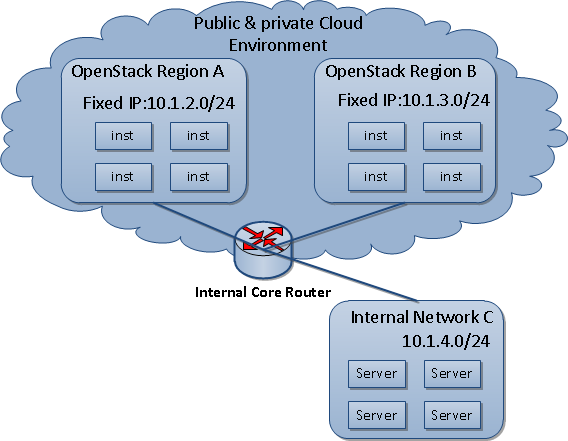 Public & private Cloud
Environment
OpenStack Region A
Fixed IP:10.1.2.0/24
inst inst
inst inst
OpenStack Region B
Fixed IP:10.1.3.0/24
inst inst
inst inst
Internal Core Router
Internal Network C
10.1.4.0/24
Server Server
Server Server